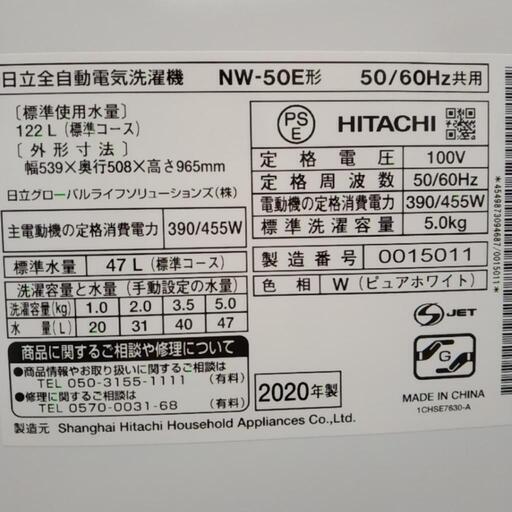 日立全自動電気洗濯機 NW-50E形 50/60Hz共用
［標準使用水量］
122 L（標準コース）
［外形寸法］
幅539×奥行508×高さ965mm
日立グローバルライフソリューションズ（株）
主電動機の定格消費電力 390/455W
標準水量 47 L（標準コース）
洗濯容量と水量（手動設定の水量）
洗濯容量(kg) 1.0 2.0 3.5 5.0
水量(L) 20 31 40 47
商品に関するご相談や修理について
●商品情報やお取り扱いに関するご相談は
TEL 050-3155-1111（有料）
●修理に関するご相談は
TEL 0570-0031-68（有料）
2020年製
製造元 Shanghai Hitachi Household Appliances Co.,Ltd.
PS
E
HITACHI
定格電圧 100V
定格周波数 50/60Hz
電動機の定格消費電力 390/455W
標準洗濯容量 5.0kg
製造番号 0015011
色相 W（ピュアホワイト）
S JET
G
MADE IN CHINA
1CHSE7630-A
*4549873094687/0015011*